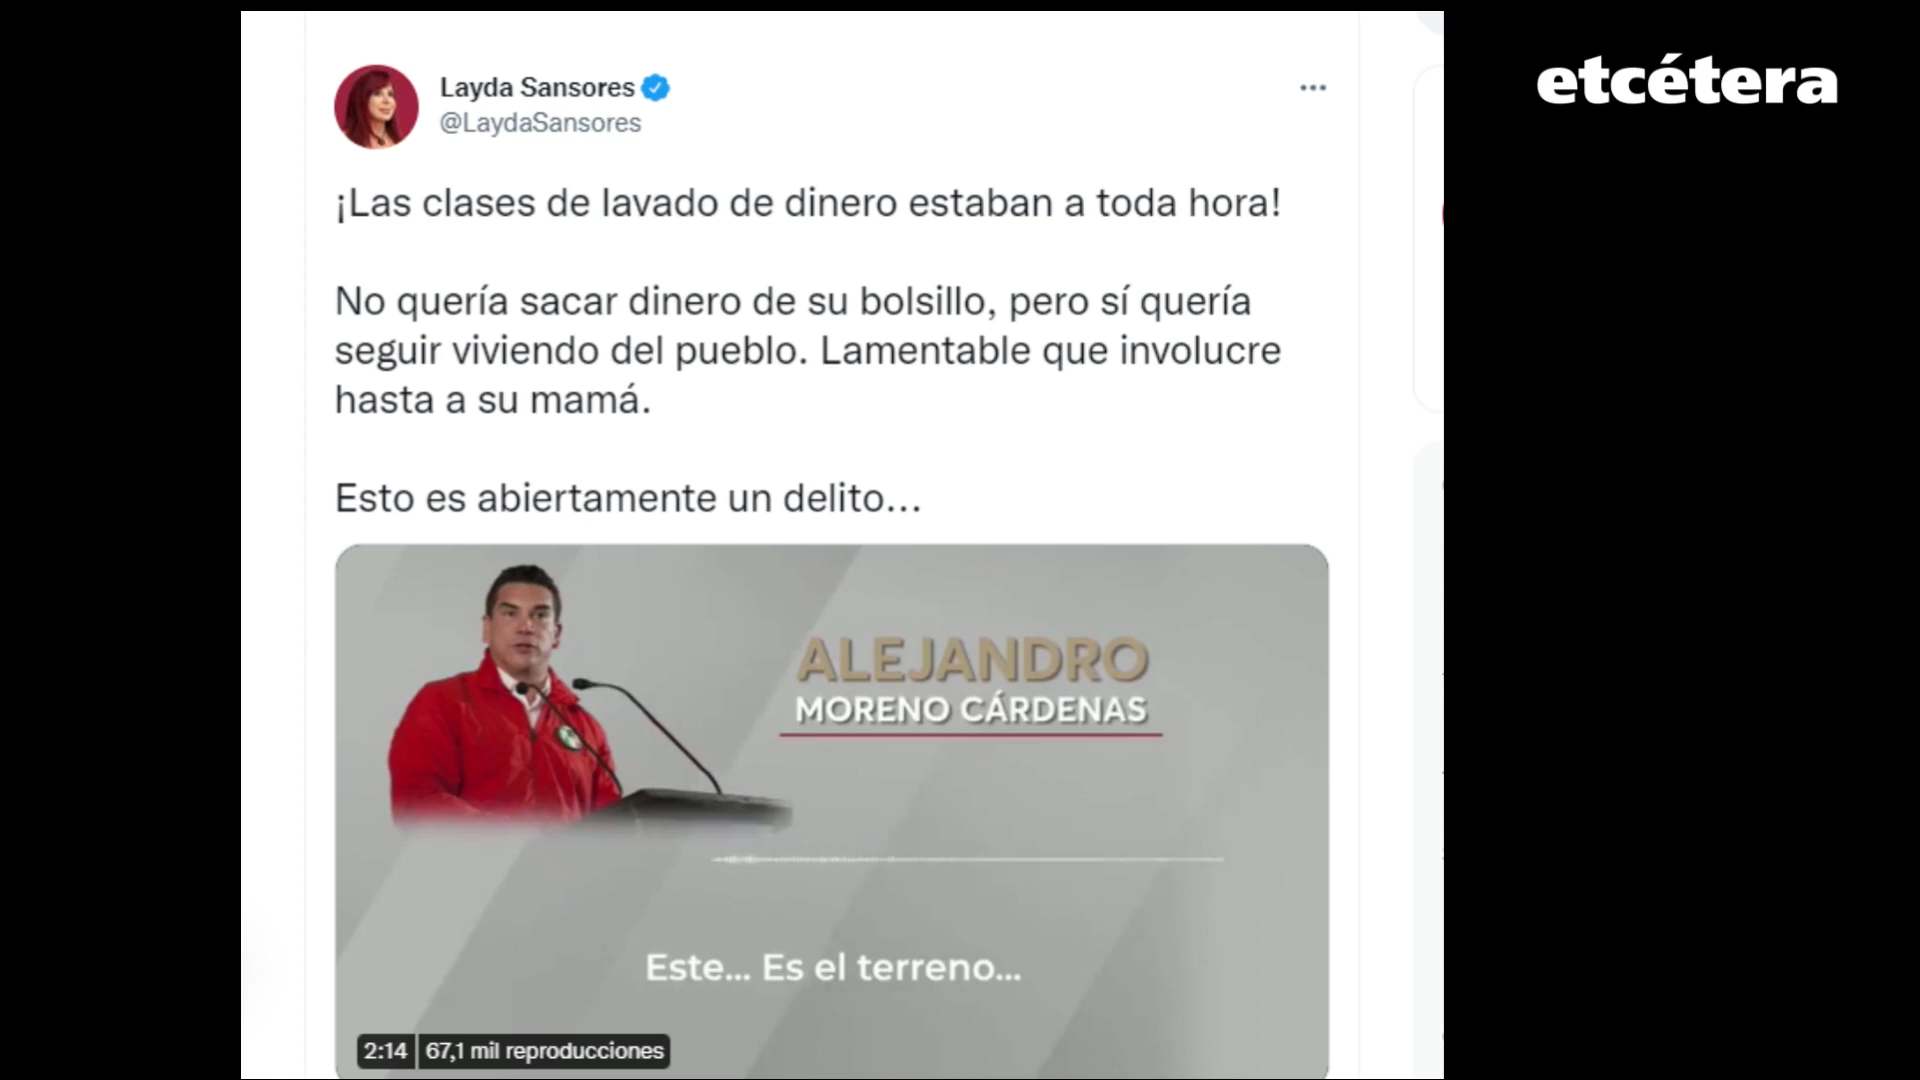 etcétera
Layda Sansores
@LaydaSansores
¡Las clases de lavado de dinero estaban a toda hora!
No quería sacar dinero de su bolsillo, pero sí quería
seguir viviendo del pueblo. Lamentable que involucre
hasta a su mamá.
Esto es abiertamente un delito...
ALEJANDRO
MORENO CÁRDENAS
Este... Es el terreno...
2:14 67,1 mil reproducciones